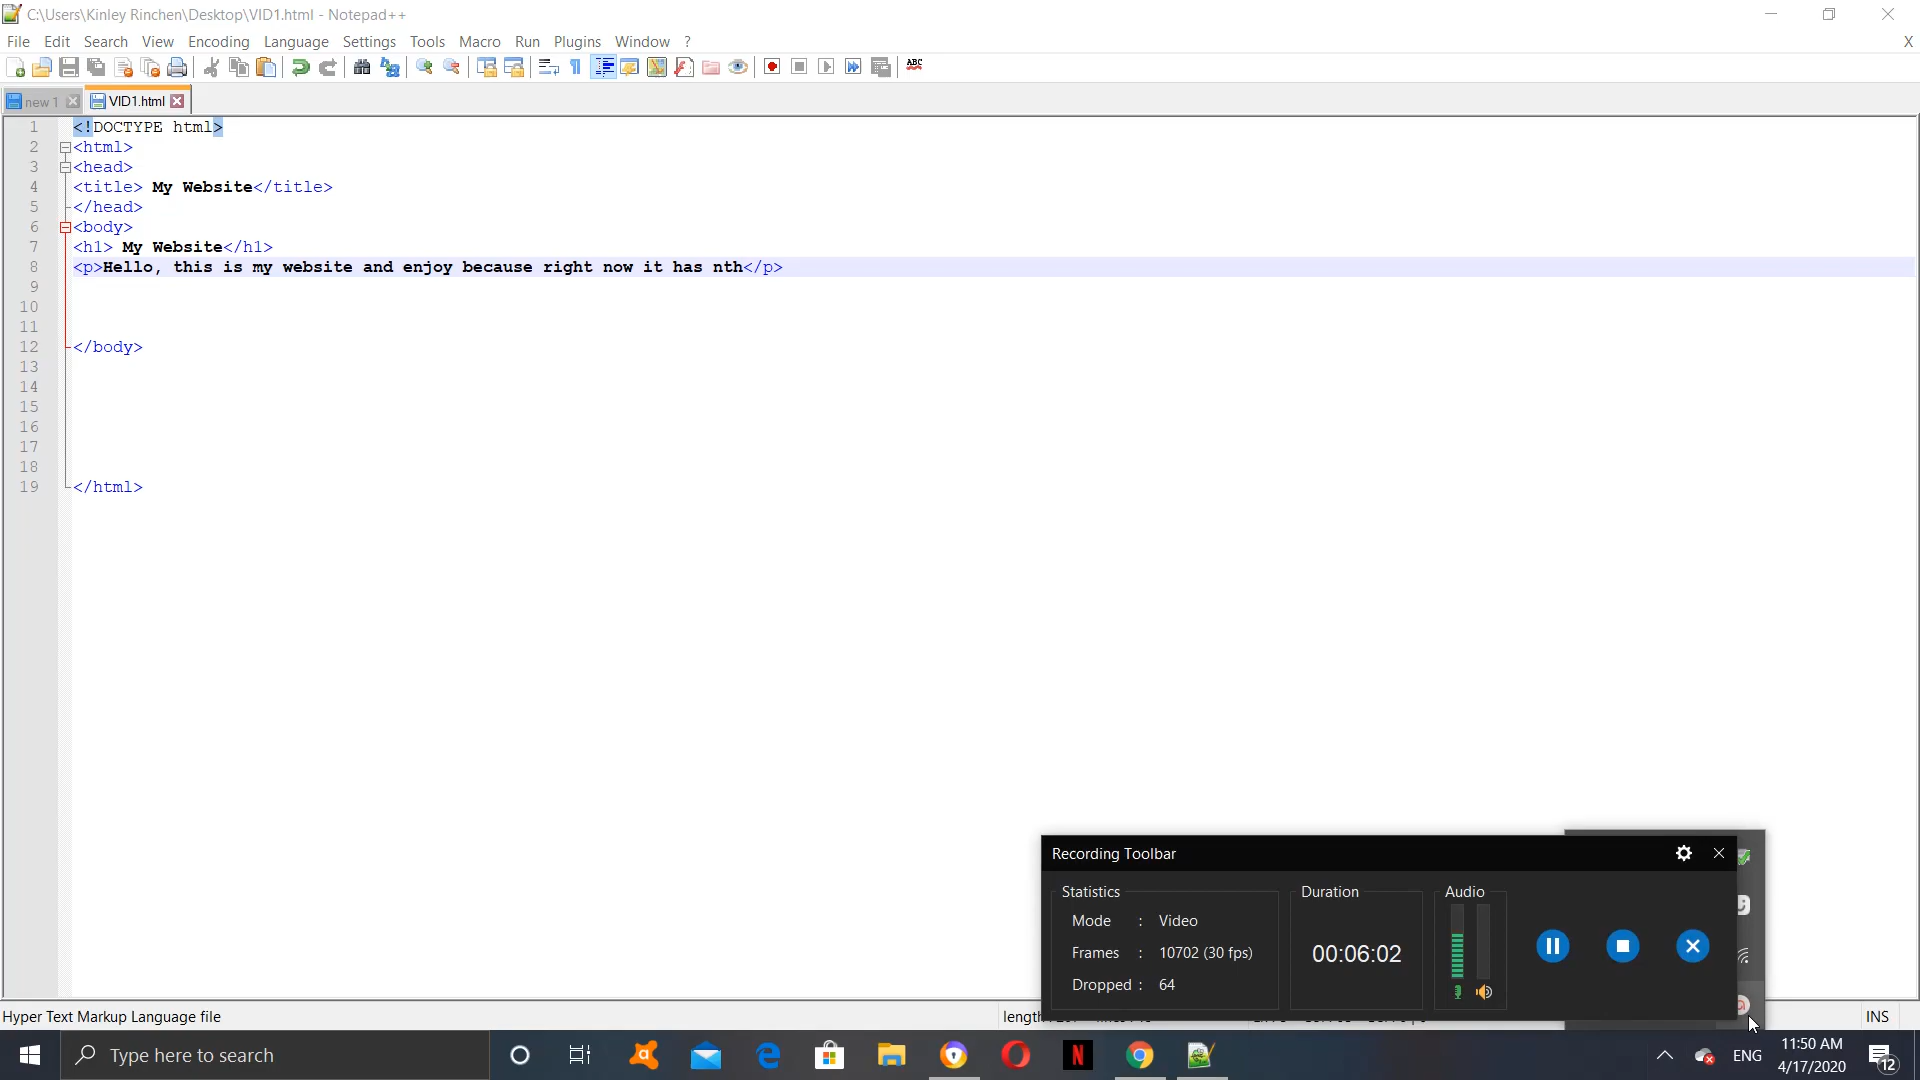 C:\Users\Kinley Rinchen\Desktop\VID1.html - Notepad++
File Edit Search View Encoding Language Settings Tools Macro Run Plugins Window ? X
ABC
new 1 VID1.html
1 <!DOCTYPE html>
2 <html>
3 <head>
4 <title> My Website</title>
5 </head>
6 <body>
7 <h1> My Website</h1>
8 <p>Hello, this is my website and enjoy because right now it has nth</p>
9
10
11
12 </body>
13
14
15
16
17
18
19 </html>
Recording Toolbar
Statistics Duration Audio
Mode : Video
Frames : 10702 (30 fps)
00:06:02
Dropped : 64
Hyper Text Markup Language file length INS
Type here to search
N
ENG
11:50 AM
4/17/2020
12